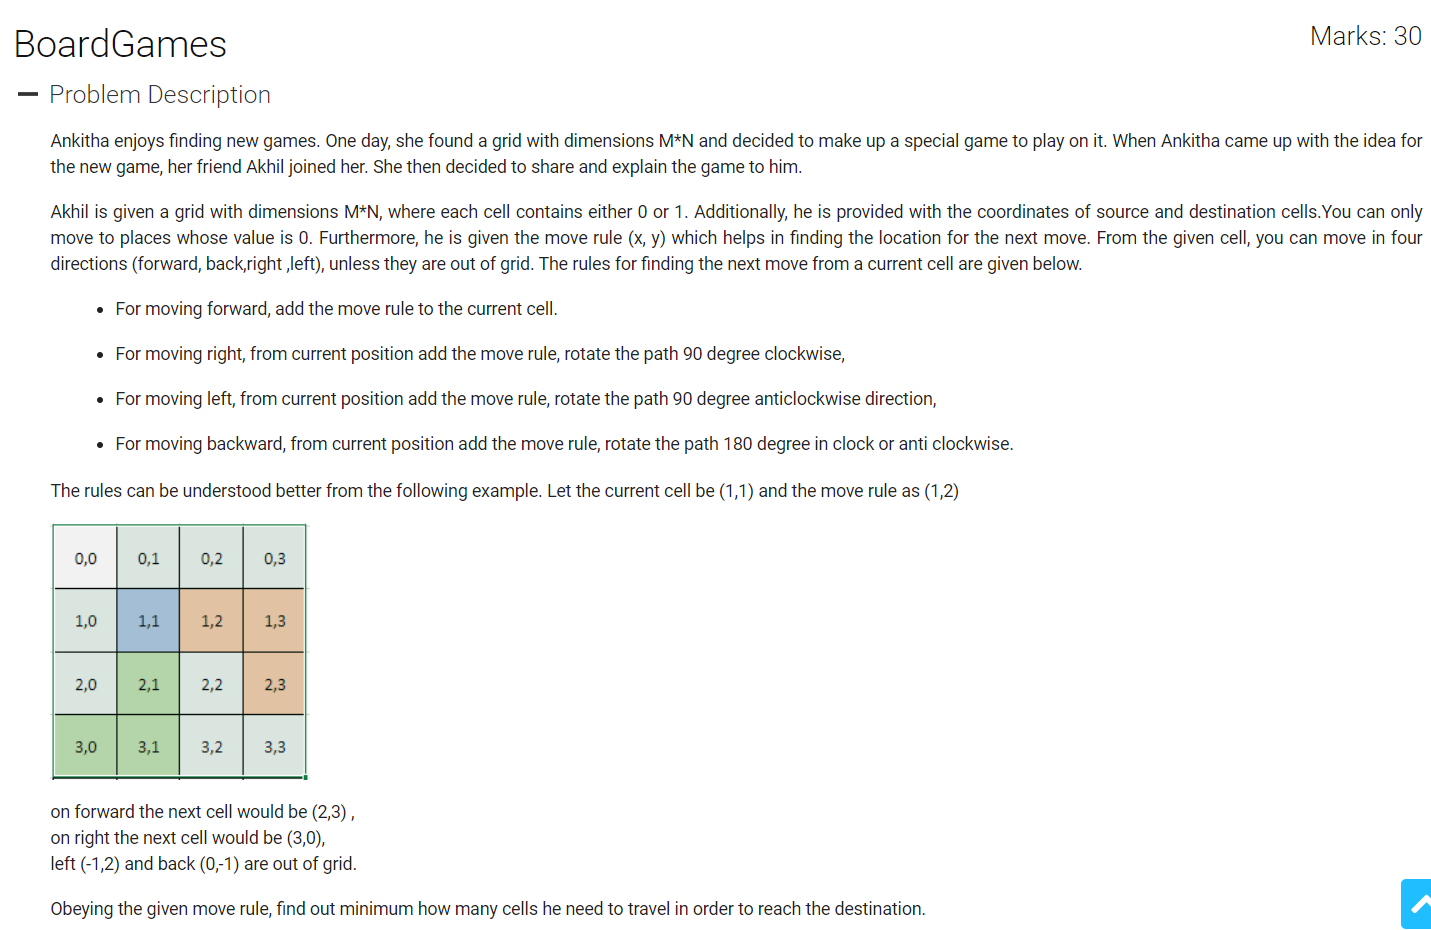 BoardGames
Marks: 30
Problem Description
Ankitha enjoys finding new games. One day, she found a grid with dimensions M*N and decided to make up a special game to play on it. When Ankitha came up with the idea for
the new game, her friend Akhil joined her. She then decided to share and explain the game to him.
Akhil is given a grid with dimensions M*N, where each cell contains either 0 or 1. Additionally, he is provided with the coordinates of source and destination cells.You can only
move to places whose value is 0. Furthermore, he is given the move rule (x, y) which helps in finding the location for the next move. From the given cell, you can move in four
directions (forward, back,right ,left), unless they are out of grid. The rules for finding the next move from a current cell are given below.
• For moving forward, add the move rule to the current cell.
• For moving right, from current position add the move rule, rotate the path 90 degree clockwise,
• For moving left, from current position add the move rule, rotate the path 90 degree anticlockwise direction,
• For moving backward, from current position add the move rule, rotate the path 180 degree in clock or anti clockwise.
The rules can be understood better from the following example. Let the current cell be (1,1) and the move rule as (1,2)
0,0 0,1 0,2 0,3
1,0 1,1 1,2 1,3
2,0 2,1 2,2 2,3
3,0 3,1 3,2 3,3
on forward the next cell would be (2,3) ,
on right the next cell would be (3,0),
left (-1,2) and back (0,-1) are out of grid.
Obeying the given move rule, find out minimum how many cells he need to travel in order to reach the destination.